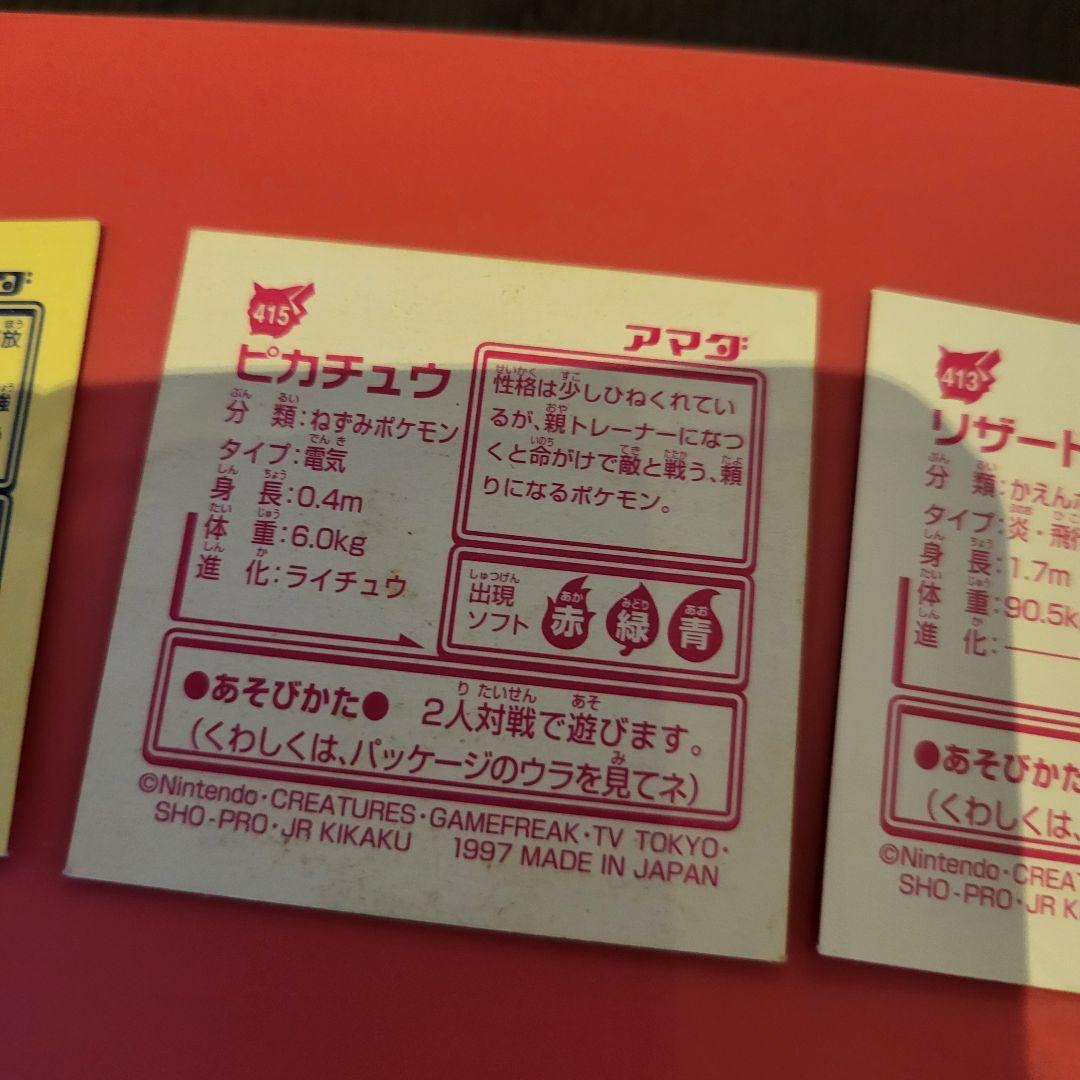 マダ
放
強
415
アマダ
ピカチュウ
分類:ねずみポケモン
タイプ:電気
身長:0.4m
体重:6.0kg
進化:ライチュウ
性格は少しひねくれてい
るが、親トレーナーになつ
くと命がけで敵と戦う、頼
りになるポケモン。
出現
ソフト
赤 緑 青
●あそびかた● 2人対戦で遊びます。
(くわしくは、パッケージのウラを見てネ)
©Nintendo・CREATURES・GAMEFREAK・TV TOKYO・
SHO-PRO・JR KIKAKU 1997 MADE IN JAPAN
413
リザード
分類:かえんポ
タイプ:炎・飛行
身長:1.7m
体重:90.5k
進化:―
●あそびかた
(くわしくは、
©Nintendo・CREA
SHO-PRO・JR K